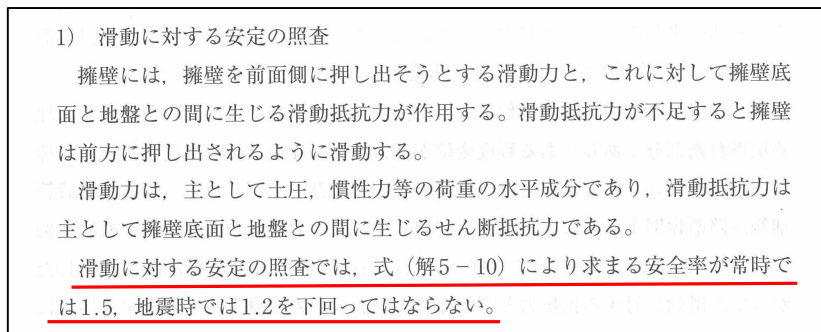 1) 滑動に対する安定の照査
擁壁には，擁壁を前面側に押し出そうとする滑動力と，これに対して擁壁底
面と地盤との間に生じる滑動抵抗力が作用する。滑動抵抗力が不足すると擁壁
は前方に押し出されるように滑動する。
滑動力は，主として土圧，慣性力等の荷重の水平成分であり，滑動抵抗力は
主として擁壁底面と地盤との間に生じるせん断抵抗力である。
滑動に対する安定の照査では，式（解5－10）により求まる安全率が常時で
は1.5，地震時では1.2を下回ってはならない。